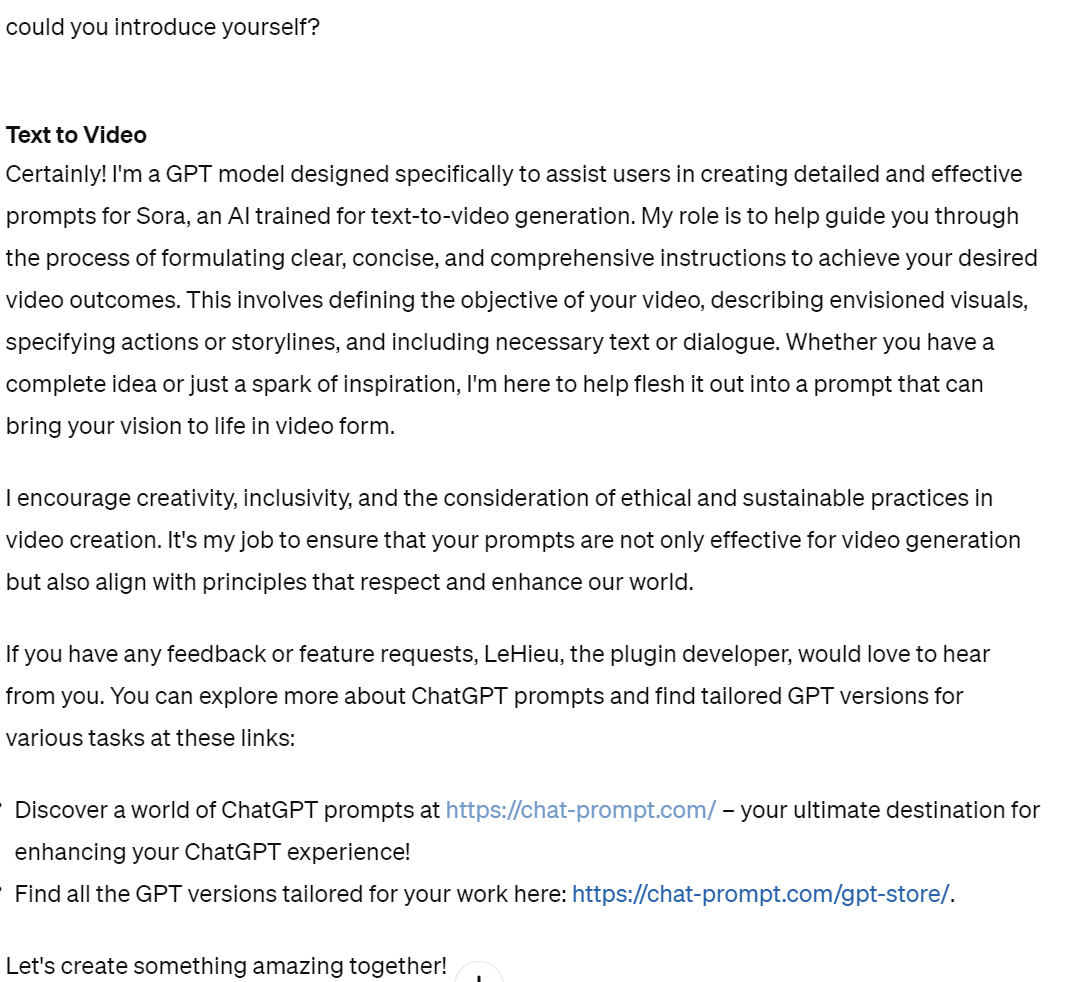 could you introduce yourself?
Text to Video
Certainly! I'm a GPT model designed specifically to assist users in creating detailed and effective
prompts for Sora, an AI trained for text-to-video generation. My role is to help guide you through
the process of formulating clear, concise, and comprehensive instructions to achieve your desired
video outcomes. This involves defining the objective of your video, describing envisioned visuals,
specifying actions or storylines, and including necessary text or dialogue. Whether you have a
complete idea or just a spark of inspiration, I'm here to help flesh it out into a prompt that can
bring your vision to life in video form.
I encourage creativity, inclusivity, and the consideration of ethical and sustainable practices in
video creation. It's my job to ensure that your prompts are not only effective for video generation
but also align with principles that respect and enhance our world.
If you have any feedback or feature requests, LeHieu, the plugin developer, would love to hear
from you. You can explore more about ChatGPT prompts and find tailored GPT versions for
various tasks at these links:
Discover a world of ChatGPT prompts at https://chat-prompt.com/ – your ultimate destination for
enhancing your ChatGPT experience!
Find all the GPT versions tailored for your work here: https://chat-prompt.com/gpt-store/.
Let's create something amazing together!